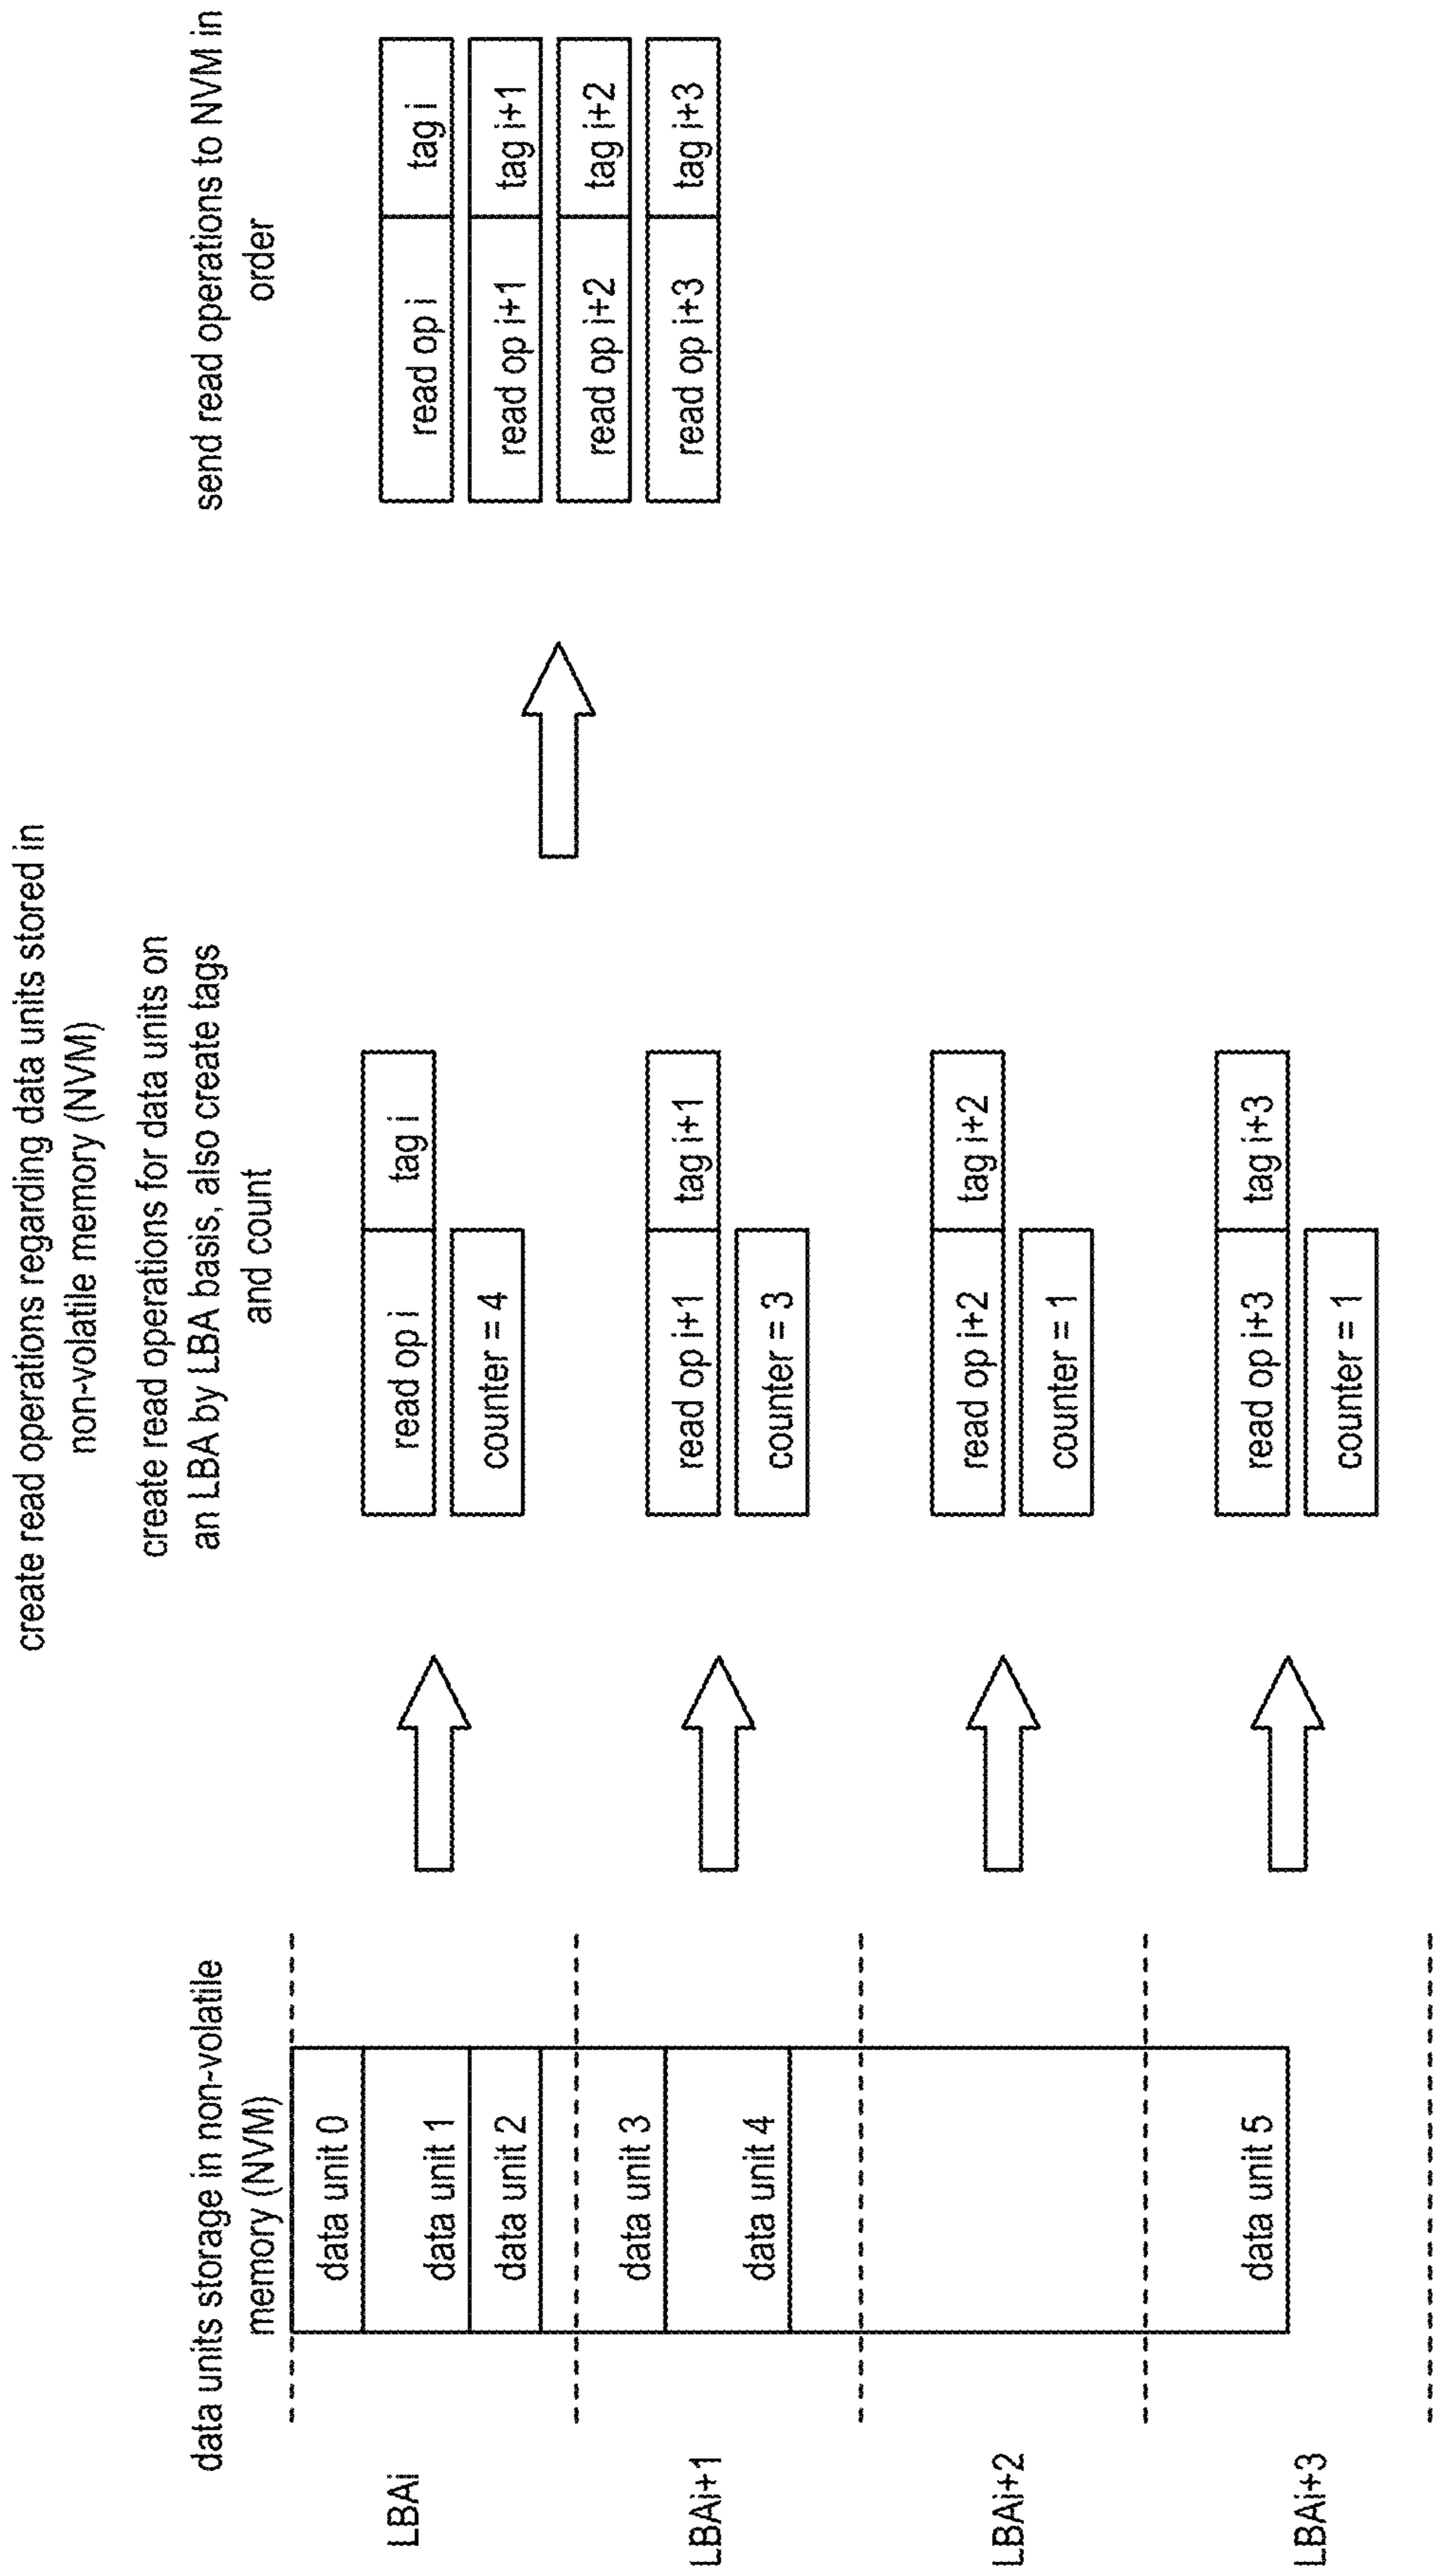 create read operations regarding data units stored in
non-volatile memory (NVM)
data units storage in non-volatile
memory (NVM)
create read operations for data units on
an LBA by LBA basis, also create tags
and count
send read operations to NVM in
order
LBAi
data unit 0
data unit 1
data unit 2
read op i
tag i
counter = 4
LBAi+1
data unit 3
data unit 4
read op i+1
tag i+1
counter = 3
LBAi+2
read op i+2
tag i+2
counter = 1
LBAi+3
data unit 5
read op i+3
tag i+3
counter = 1
read op i
tag i
read op i+1
tag i+1
read op i+2
tag i+2
read op i+3
tag i+3